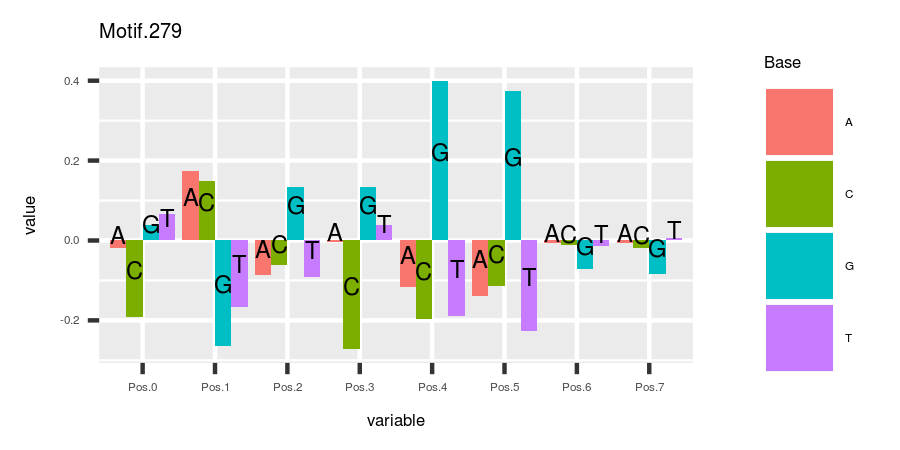 Motif.279
value
0.4
0.2
0.0
-0.2
A C G T A C G T A C G T A C G T A C G T A C G T A C G T A C G T
Pos.0 Pos.1 Pos.2 Pos.3 Pos.4 Pos.5 Pos.6 Pos.7
variable
Base
A
C
G
T